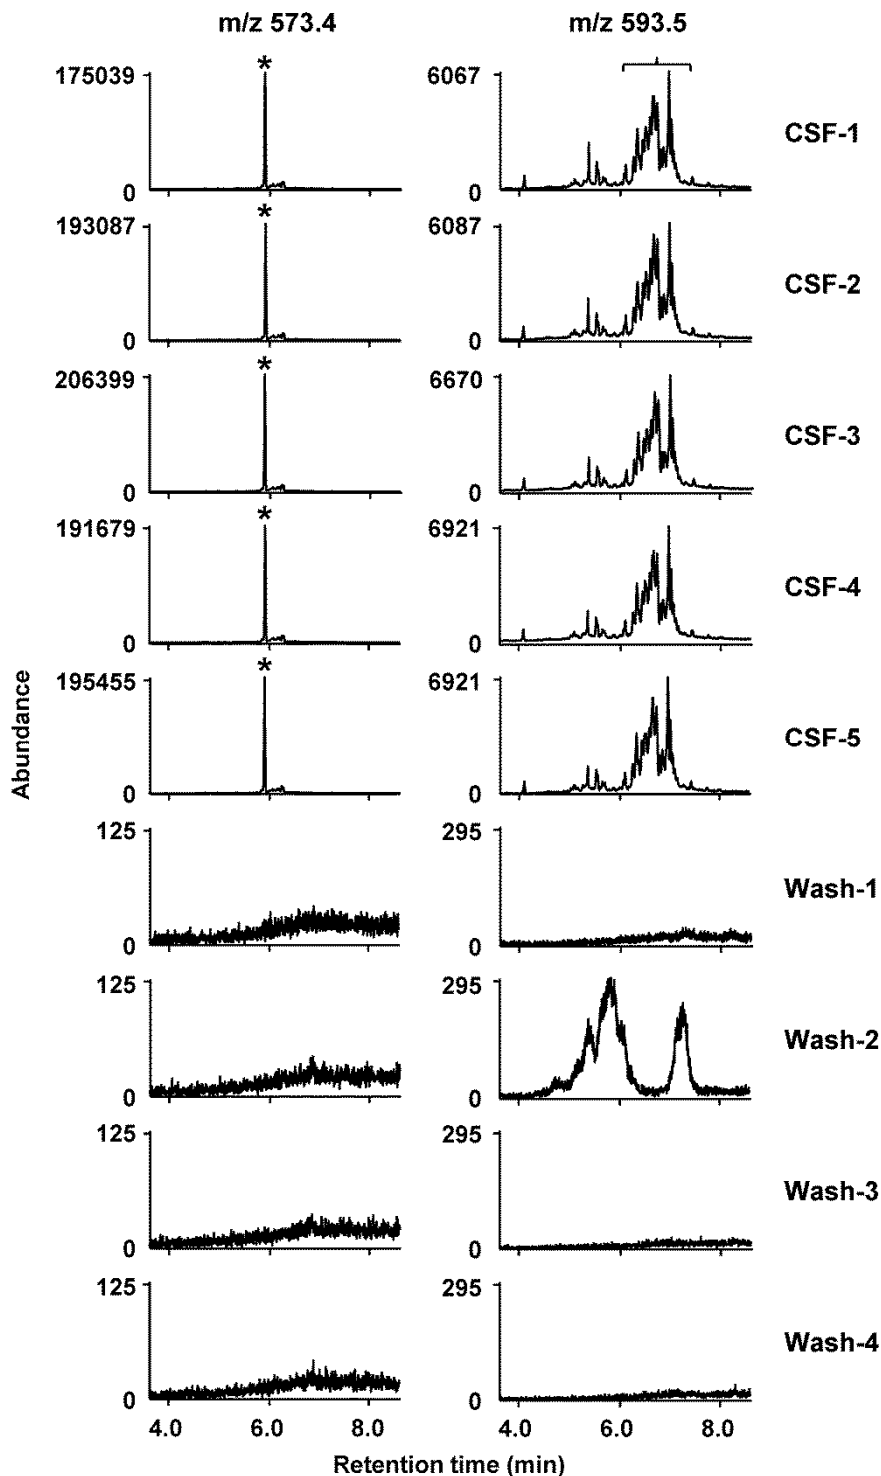 m/z 573.4 m/z 593.5
175039 * 6067 CSF-1
0 0
193087 * 6087 CSF-2
0 0
206399 * 6670 CSF-3
0 0
191679 * 6921 CSF-4
0 0
195455 * 6921 CSF-5
0 0
Abundance
125 295 Wash-1
0 0
125 295 Wash-2
0 0
125 295 Wash-3
0 0
125 295 Wash-4
0 0
4.0 6.0 8.0 4.0 6.0 8.0
Retention time (min)